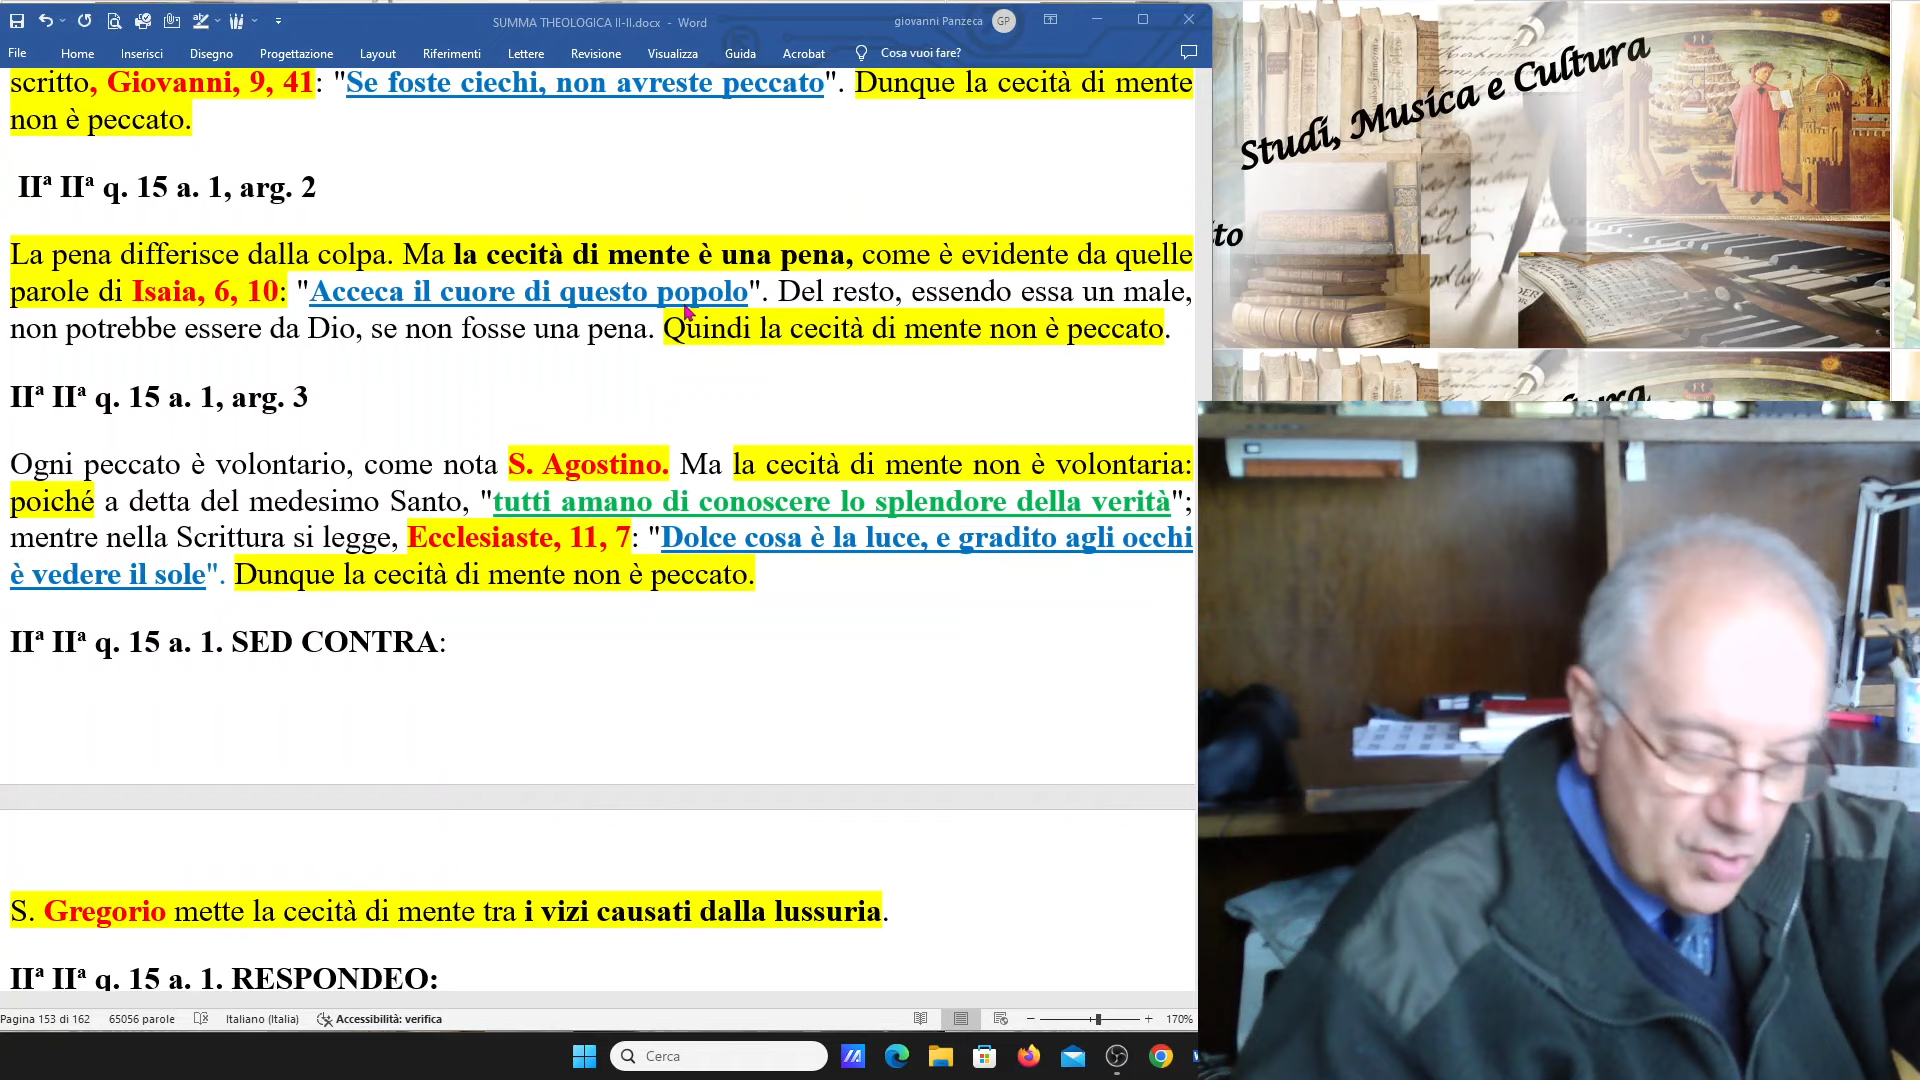 SUMMA THEOLOGICA II-II.docx - Word
giovanni Panzeca GP
File Home Inserisci Disegno Progettazione Layout Riferimenti Lettere Revisione Visualizza Guida Acrobat Cosa vuoi fare?
scritto, Giovanni, 9, 41: "Se foste ciechi, non avreste peccato". Dunque la cecità di mente
non è peccato.
IIª IIª q. 15 a. 1, arg. 2
La pena differisce dalla colpa. Ma la cecità di mente è una pena, come è evidente da quelle
parole di Isaia, 6, 10: "Acceca il cuore di questo popolo". Del resto, essendo essa un male,
non potrebbe essere da Dio, se non fosse una pena. Quindi la cecità di mente non è peccato.
IIª IIª q. 15 a. 1, arg. 3
Ogni peccato è volontario, come nota S. Agostino. Ma la cecità di mente non è volontaria:
poiché a detta del medesimo Santo, "tutti amano di conoscere lo splendore della verità";
mentre nella Scrittura si legge, Ecclesiaste, 11, 7: "Dolce cosa è la luce, e gradito agli occhi
è vedere il sole". Dunque la cecità di mente non è peccato.
IIª IIª q. 15 a. 1. SED CONTRA:
S. Gregorio mette la cecità di mente tra i vizi causati dalla lussuria.
IIª IIª q. 15 a. 1. RESPONDEO:
Pagina 153 di 162 65056 parole Italiano (Italia) Accessibilità: verifica 170%
Cerca
Studi, Musica e Cultura